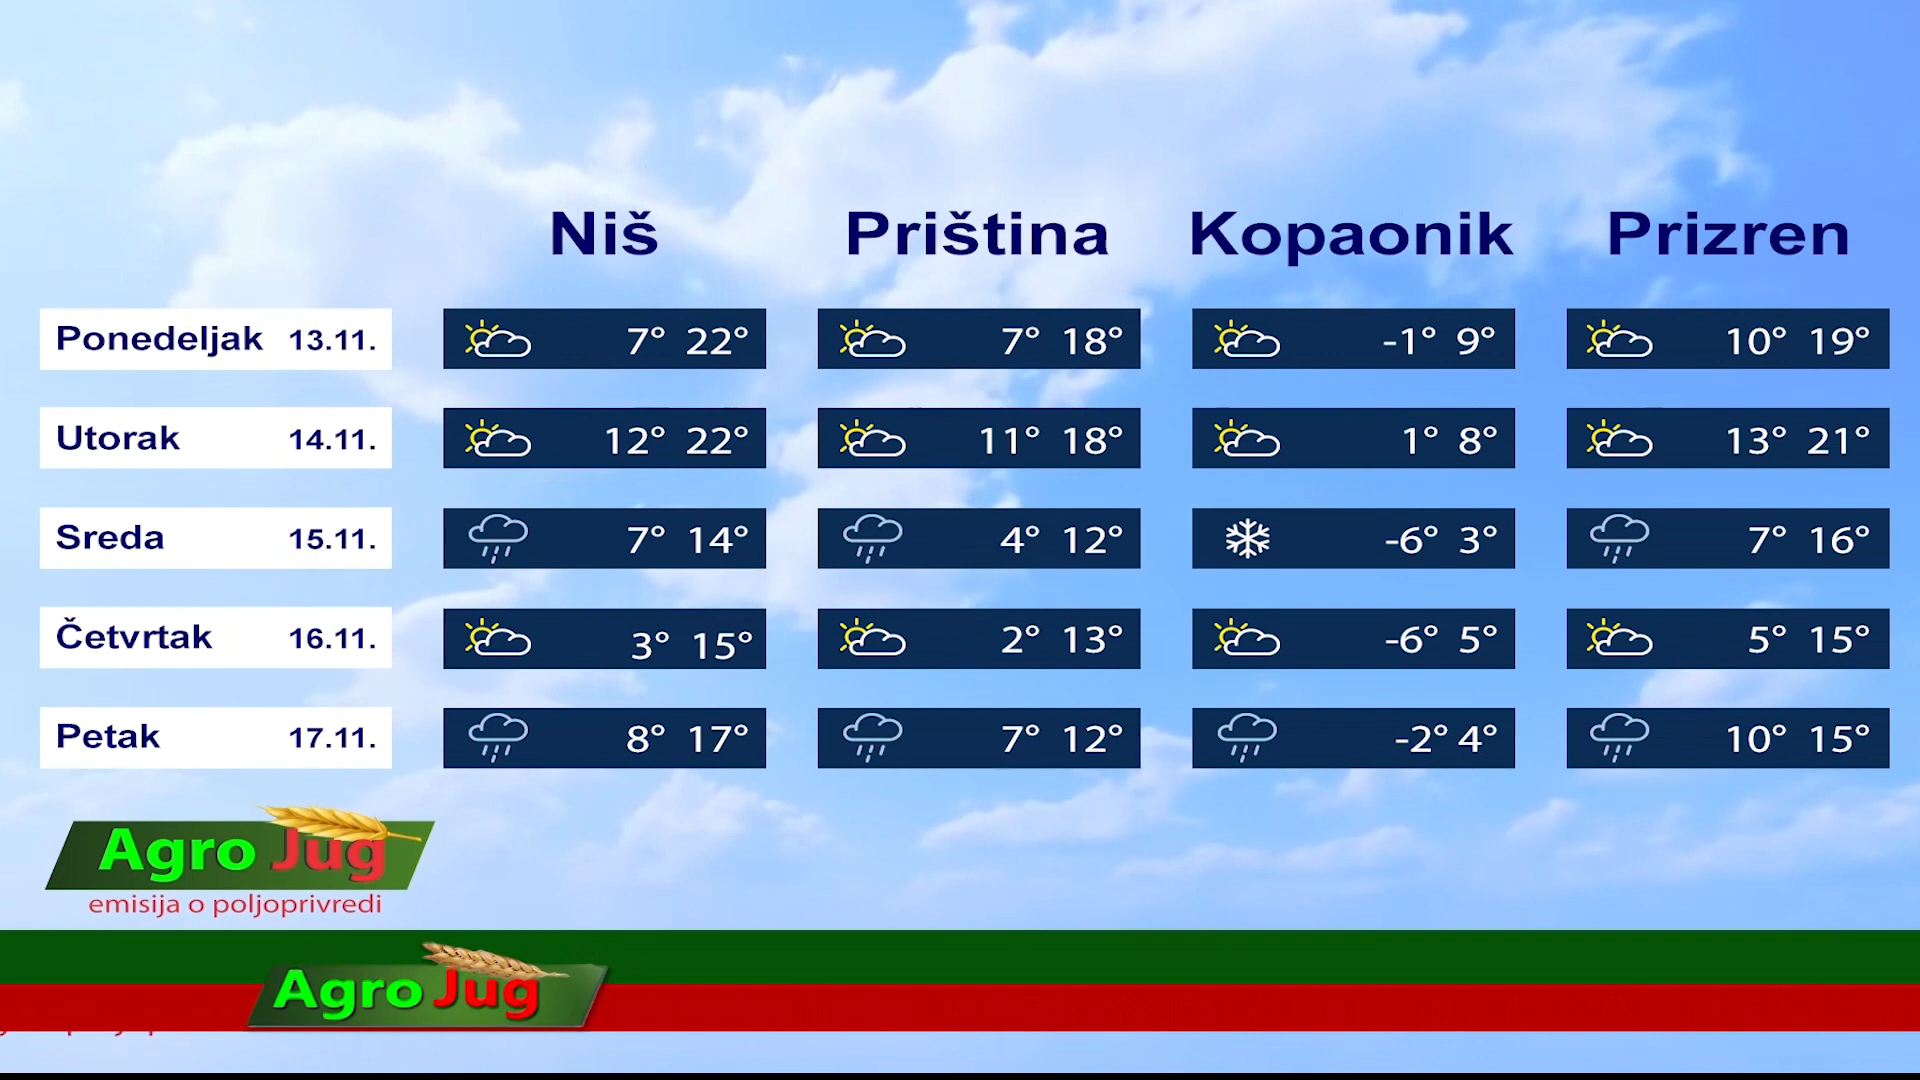 Niš Priština Kopaonik Prizren
Ponedeljak 13.11. 7° 22° 7° 18° -1° 9° 10° 19°
Utorak 14.11. 12° 22° 11° 18° 1° 8° 13° 21°
Sreda 15.11. 7° 14° 4° 12° -6° 3° 7° 16°
Četvrtak 16.11. 3° 15° 2° 13° -6° 5° 5° 15°
Petak 17.11. 8° 17° 7° 12° -2° 4° 10° 15°
Agro Jug
emisija o poljoprivredi
Agro Jug